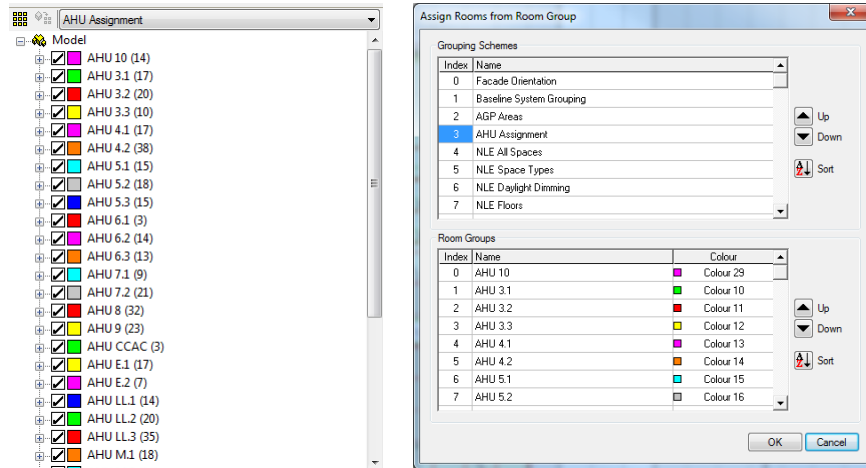 AHU Assignment
Model
AHU 10 (14)
AHU 3.1 (17)
AHU 3.2 (20)
AHU 3.3 (10)
AHU 4.1 (17)
AHU 4.2 (38)
AHU 5.1 (15)
AHU 5.2 (18)
AHU 5.3 (15)
AHU 6.1 (3)
AHU 6.2 (14)
AHU 6.3 (13)
AHU 7.1 (9)
AHU 7.2 (21)
AHU 8 (32)
AHU 9 (23)
AHU CCAC (3)
AHU E.1 (17)
AHU E.2 (7)
AHU LL.1 (14)
AHU LL.2 (20)
AHU LL.3 (35)
AHU M.1 (18)
Assign Rooms from Room Group
Grouping Schemes
Index Name
0 Facade Orientation
1 Baseline System Grouping
2 AGP Areas
3 AHU Assignment
4 NLE All Spaces
5 NLE Space Types
6 NLE Daylight Dimming
7 NLE Floors
Up
Down
Sort
Room Groups
Index Name Colour
0 AHU 10 Colour 29
1 AHU 3.1 Colour 10
2 AHU 3.2 Colour 11
3 AHU 3.3 Colour 12
4 AHU 4.1 Colour 13
5 AHU 4.2 Colour 14
6 AHU 5.1 Colour 15
7 AHU 5.2 Colour 16
Up
Down
Sort
OK Cancel